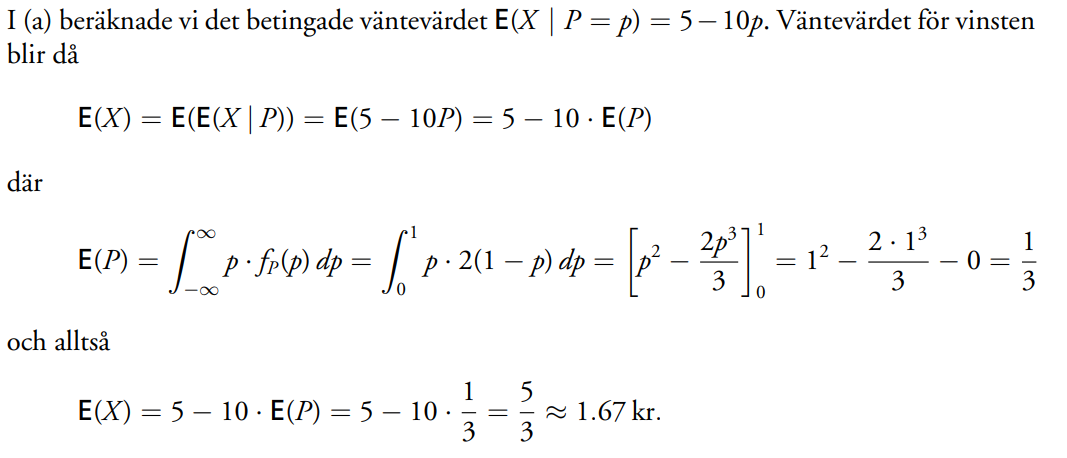 I (a) beräknade vi det betingade väntevärdet E(X | P = p) = 5 − 10p. Väntevärdet för vinsten
blir då
E(X) = E(E(X | P)) = E(5 − 10P) = 5 − 10 · E(P)
där
E(P) = ∫_{−∞}^{∞} p · f_P(p) dp = ∫_0^1 p · 2(1 − p) dp = [p² − 2p³/3]_0^1 = 1² − (2 · 1³)/3 − 0 = 1/3
och alltså
E(X) = 5 − 10 · E(P) = 5 − 10 · 1/3 = 5/3 ≈ 1.67 kr.